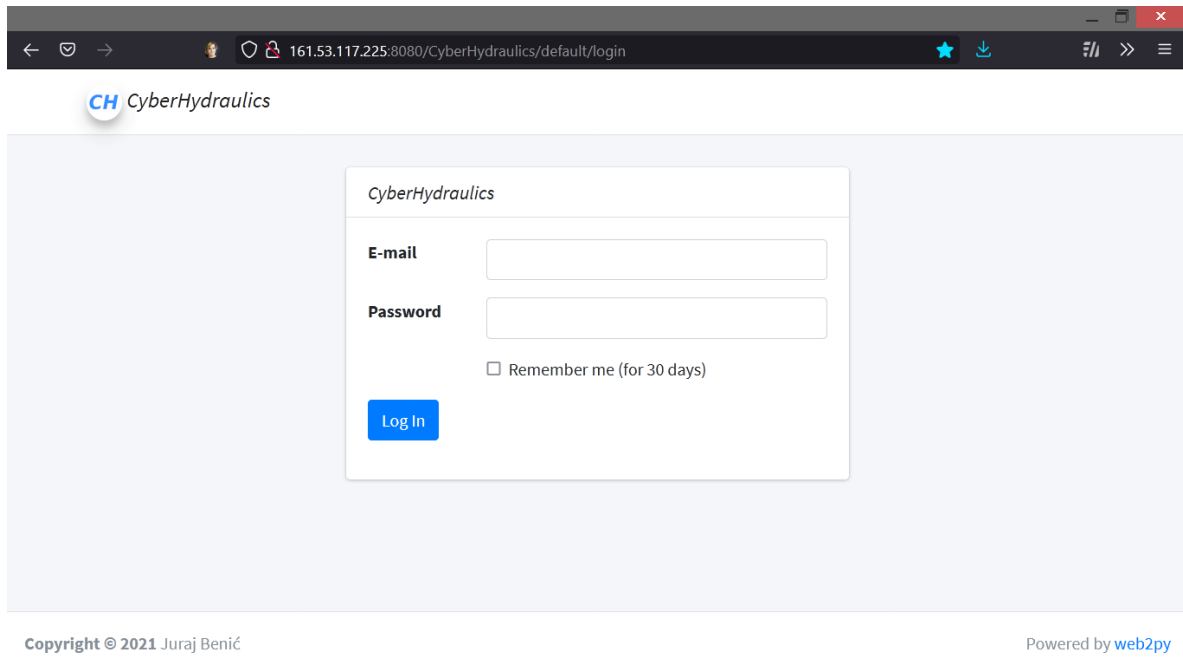 161.53.117.225:8080/CyberHydraulics/default/login
CH CyberHydraulics
CyberHydraulics
E-mail
Password
Remember me (for 30 days)
Log In
Copyright © 2021 Juraj Benić
Powered by web2py